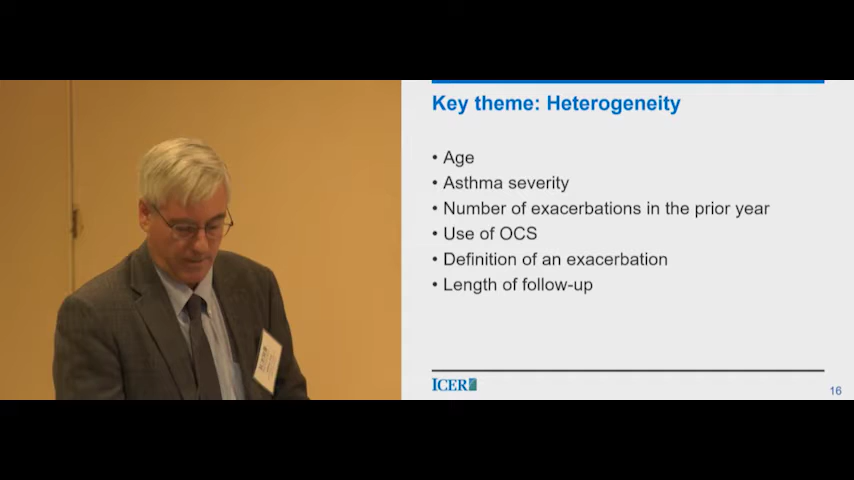 Key theme: Heterogeneity
• Age
• Asthma severity
• Number of exacerbations in the prior year
• Use of OCS
• Definition of an exacerbation
• Length of follow-up
ICER
16